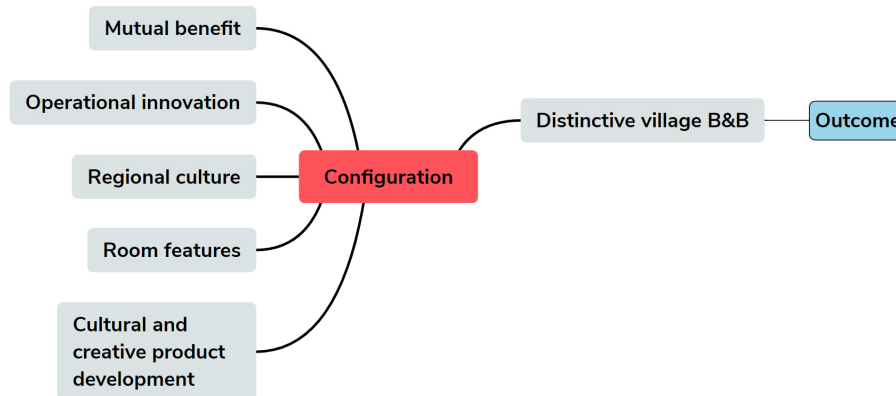 Mutual benefit
Operational innovation
Regional culture
Room features
Cultural and
creative product
development
Configuration
Distinctive village B&B
Outcome